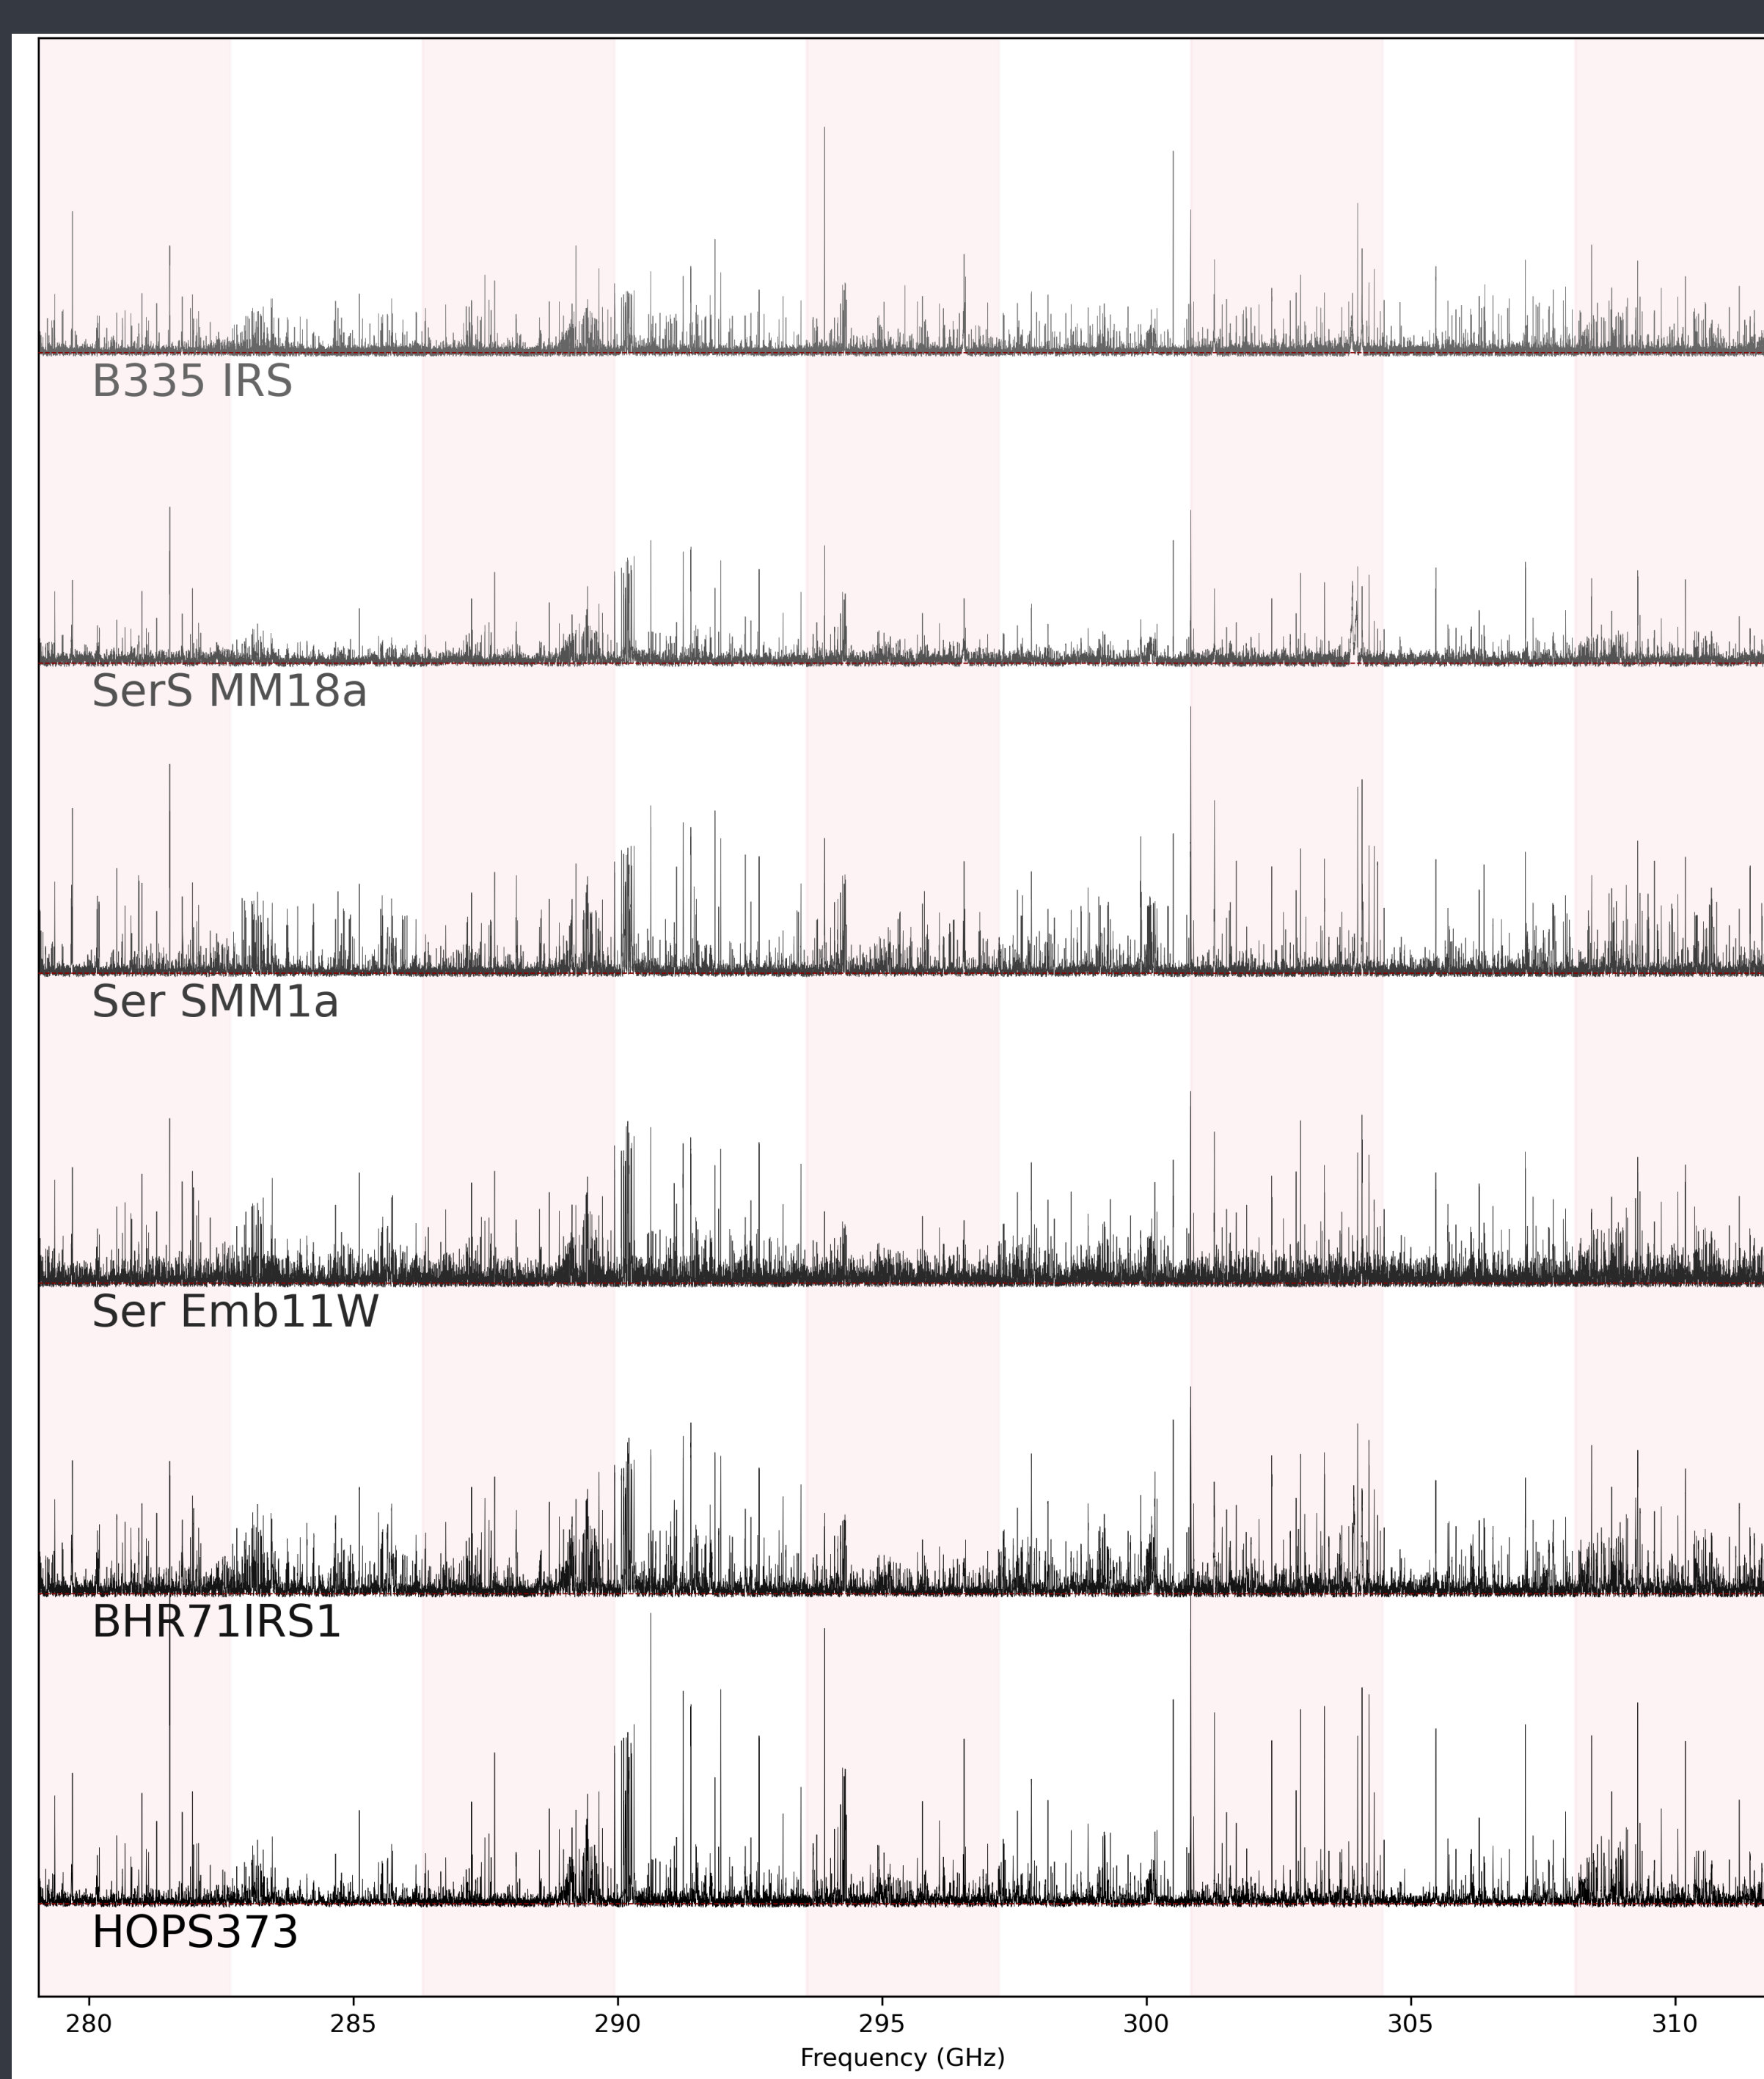 B335 IRS
SerS MM18a
Ser SMM1a
Ser Emb11W
BHR71IRS1
HOPS373
280 285 290 295 300 305 310
Frequency (GHz)